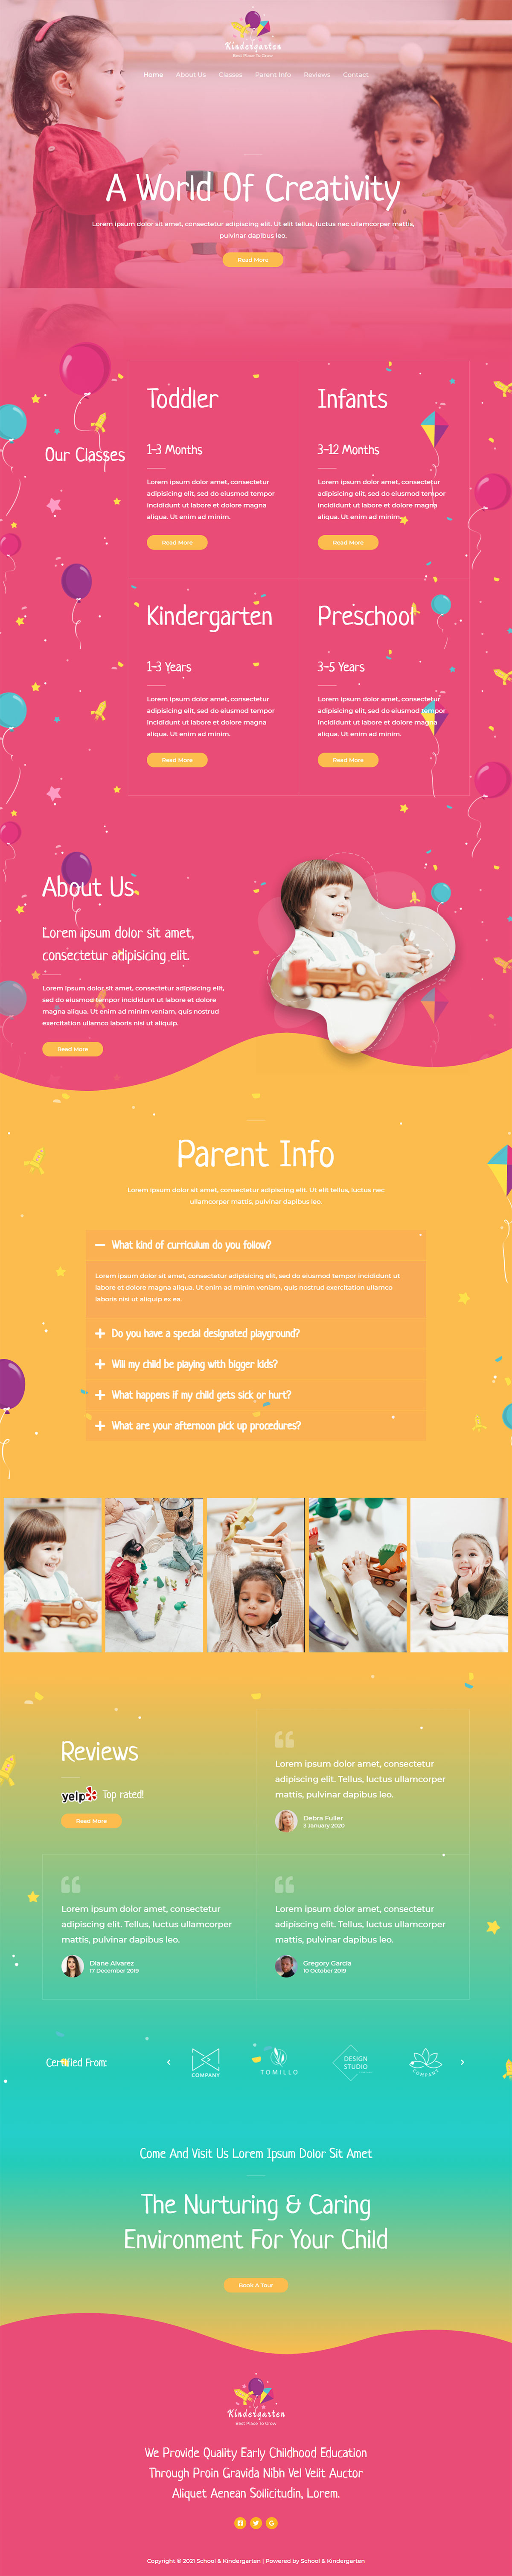 Kindergarten
Best Place To Grow
Home About Us Classes Parent Info Reviews Contact
A World Of Creativity
Lorem ipsum dolor sit amet, consectetur adipiscing elit. Ut elit tellus, luctus nec ullamcorper mattis,
pulvinar dapibus leo.
Read More
Our Classes
Toddler
1-3 Months
Lorem ipsum dolor amet, consectetur
adipisicing elit, sed do eiusmod tempor
incididunt ut labore et dolore magna
aliqua. Ut enim ad minim.
Read More
Infants
3-12 Months
Lorem ipsum dolor amet, consectetur
adipisicing elit, sed do eiusmod tempor
incididunt ut labore et dolore magna
aliqua. Ut enim ad minim.
Read More
Kindergarten
1-3 Years
Lorem ipsum dolor amet, consectetur
adipisicing elit, sed do eiusmod tempor
incididunt ut labore et dolore magna
aliqua. Ut enim ad minim.
Read More
Preschool
3-5 Years
Lorem ipsum dolor amet, consectetur
adipisicing elit, sed do eiusmod tempor
incididunt ut labore et dolore magna
aliqua. Ut enim ad minim.
Read More
About Us
Lorem ipsum dolor sit amet,
consectetur adipisicing elit.
Lorem ipsum dolor sit amet, consectetur adipisicing elit,
sed do eiusmod tempor incididunt ut labore et dolore
magna aliqua. Ut enim ad minim veniam, quis nostrud
exercitation ullamco laboris nisi ut aliquip.
Read More
Parent Info
Lorem ipsum dolor sit amet, consectetur adipiscing elit. Ut elit tellus, luctus nec
ullamcorper mattis, pulvinar dapibus leo.
What kind of curriculum do you follow?
Lorem ipsum dolor sit amet, consectetur adipisicing elit, sed do eiusmod tempor incididunt ut
labore et dolore magna aliqua. Ut enim ad minim veniam, quis nostrud exercitation ullamco
laboris nisi ut aliquip ex ea.
Do you have a special designated playground?
Will my child be playing with bigger kids?
What happens if my child gets sick or hurt?
What are your afternoon pick up procedures?
Reviews
yelp Top rated!
Read More
Lorem ipsum dolor amet, consectetur
adipiscing elit. Tellus, luctus ullamcorper
mattis, pulvinar dapibus leo.
Debra Fuller
3 January 2020
Lorem ipsum dolor amet, consectetur
adipiscing elit. Tellus, luctus ullamcorper
mattis, pulvinar dapibus leo.
Diane Alvarez
17 December 2019
Lorem ipsum dolor amet, consectetur
adipiscing elit. Tellus, luctus ullamcorper
mattis, pulvinar dapibus leo.
Gregory Garcia
10 October 2019
Certified From:
COMPANY
TOMILLO
DESIGN
STUDIO
COMPANY
Come And Visit Us Lorem Ipsum Dolor Sit Amet
The Nurturing & Caring
Environment For Your Child
Book A Tour
Kindergarten
Best Place To Grow
We Provide Quality Early Childhood Education
Through Proin Gravida Nibh Vel Velit Auctor
Aliquet Aenean Sollicitudin, Lorem.
Copyright © 2021 School & Kindergarten | Powered by School & Kindergarten